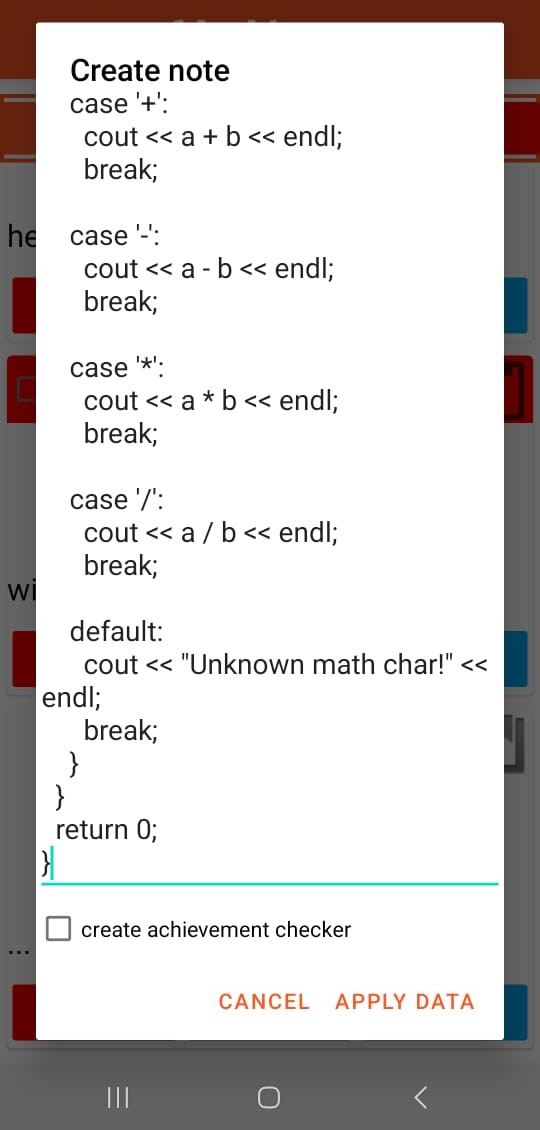 Create note
case '+':
cout << a + b << endl;
break;
he
case '-':
cout << a - b << endl;
break;
case '*':
cout << a * b << endl;
break;
case '/':
cout << a / b << endl;
break;
wi
default:
cout << "Unknown math char!" <<
endl;
break;
}
}
return 0;
}
create achievement checker
...
CANCEL APPLY DATA